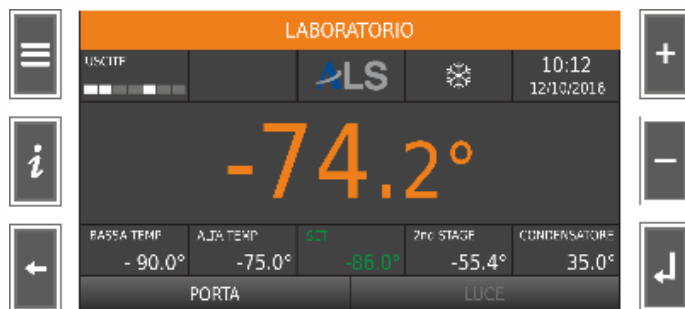 LABORATORIO
USCITE
ALS
10:12
12/10/2016
i
-74.2°
BASSA TEMP
ALTA TEMP
SET
2nd STAGE
CONDENSATORE
- 90.0°
-75.0°
-86.0°
-55.4°
35.0°
PORTA
LUCE